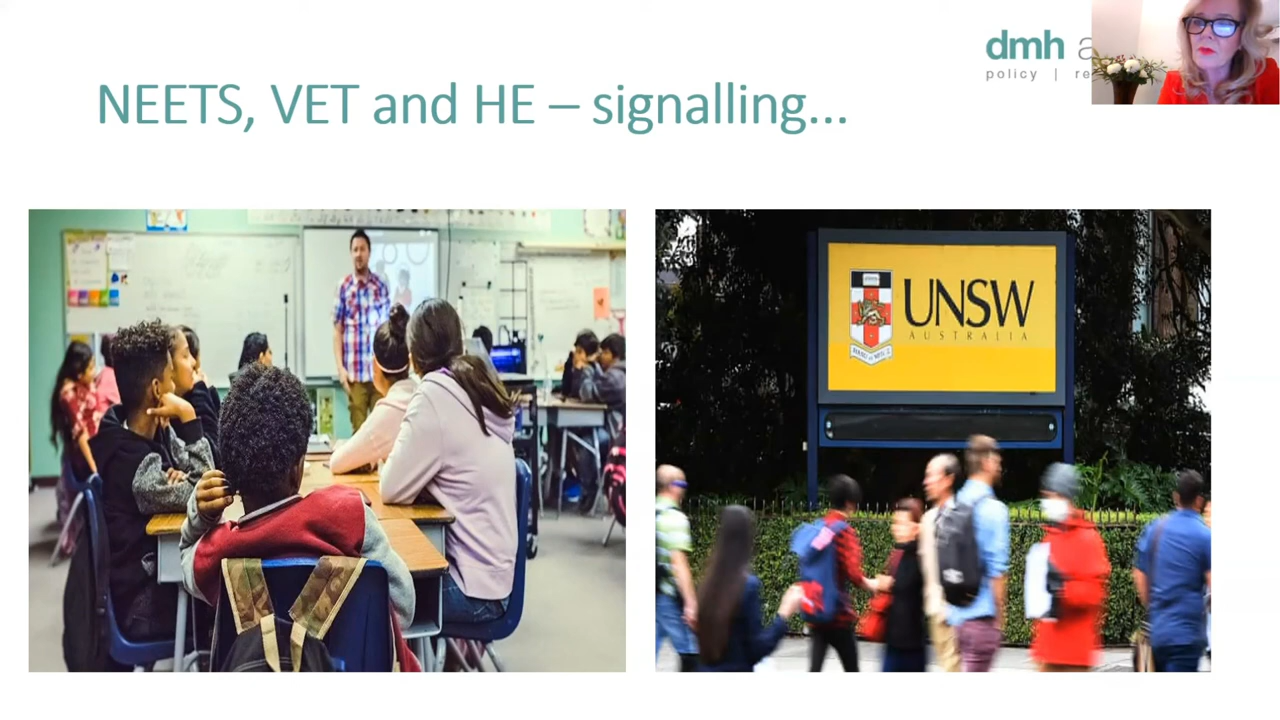 dmh a
policy | re
NEETS, VET and HE – signalling...
UNSW
AUSTRALIA